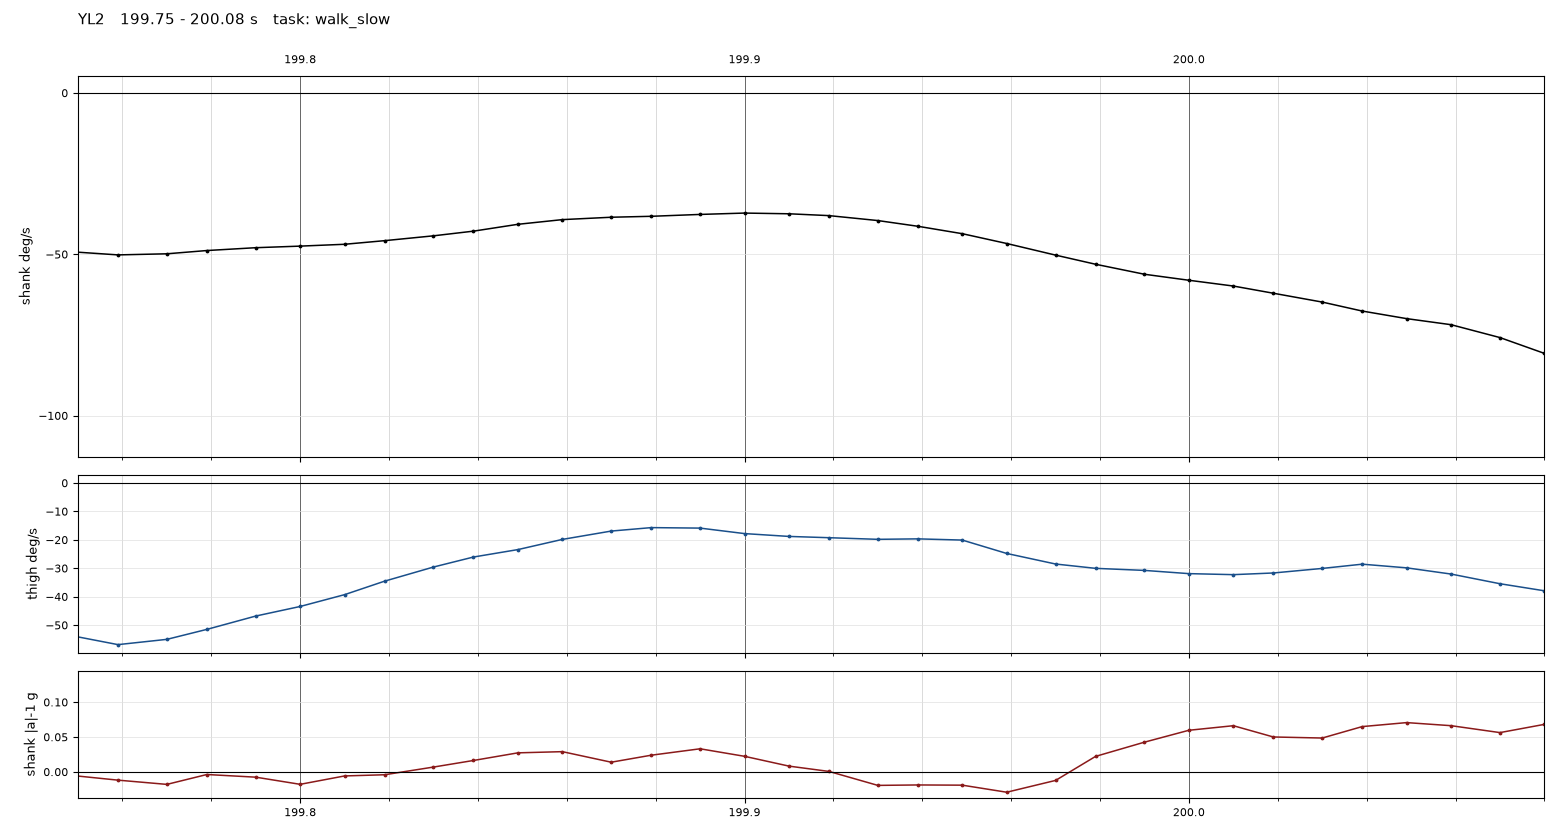 YL2   199.75 - 200.08 s   task: walk_slow
199.8 199.9 200.0
0
−50
−100
shank deg/s
0
−10
−20
−30
−40
−50
thigh deg/s
0.10
0.05
0.00
shank |a|-1 g
199.8 199.9 200.0